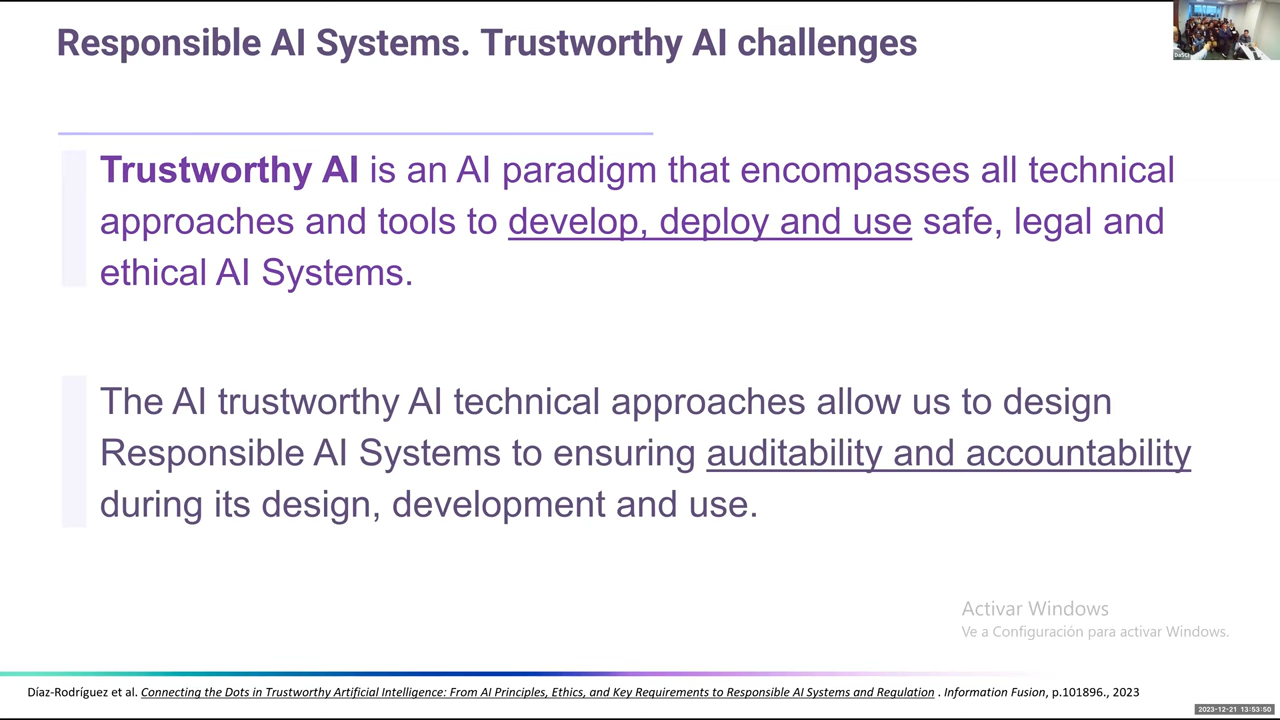 Responsible AI Systems. Trustworthy AI challenges
DaSCI
Trustworthy AI is an AI paradigm that encompasses all technical
approaches and tools to develop, deploy and use safe, legal and
ethical AI Systems.
The AI trustworthy AI technical approaches allow us to design
Responsible AI Systems to ensuring auditability and accountability
during its design, development and use.
Activar Windows
Ve a Configuración para activar Windows.
Díaz-Rodríguez et al. Connecting the Dots in Trustworthy Artificial Intelligence: From AI Principles, Ethics, and Key Requirements to Responsible AI Systems and Regulation . Information Fusion, p.101896., 2023
2023-12-21 13:53:50